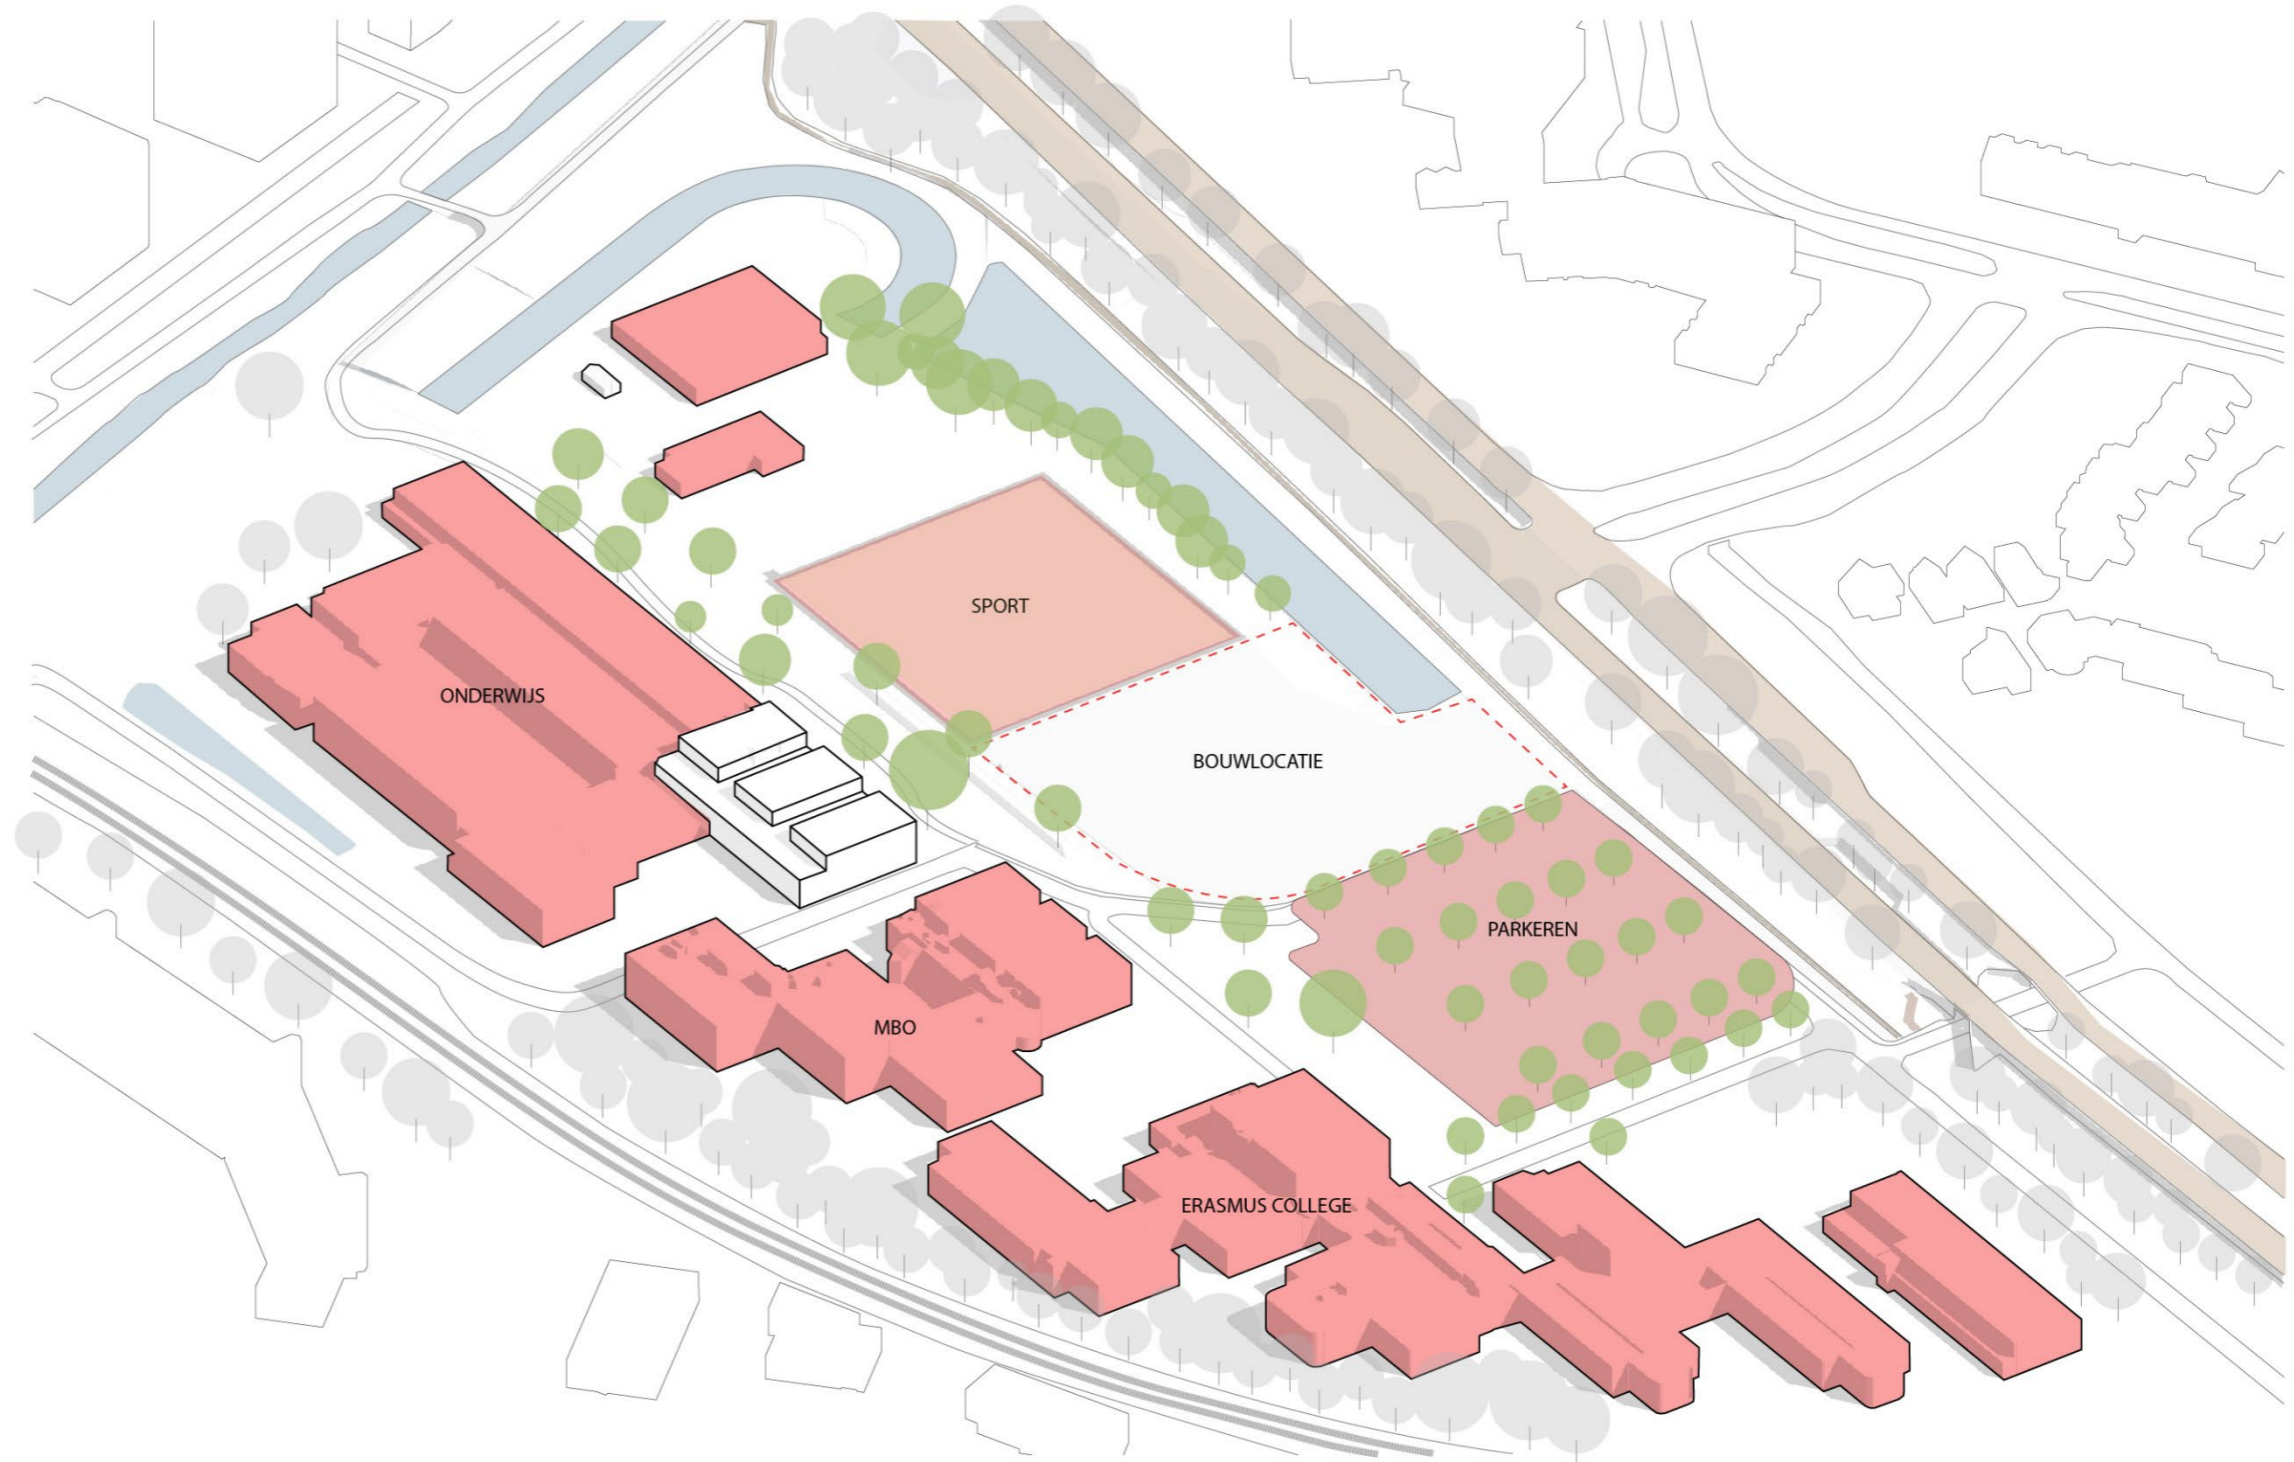 SPORT
ONDERWIJS
BOUWLOCATIE
PARKEREN
MBO
ERASMUS COLLEGE